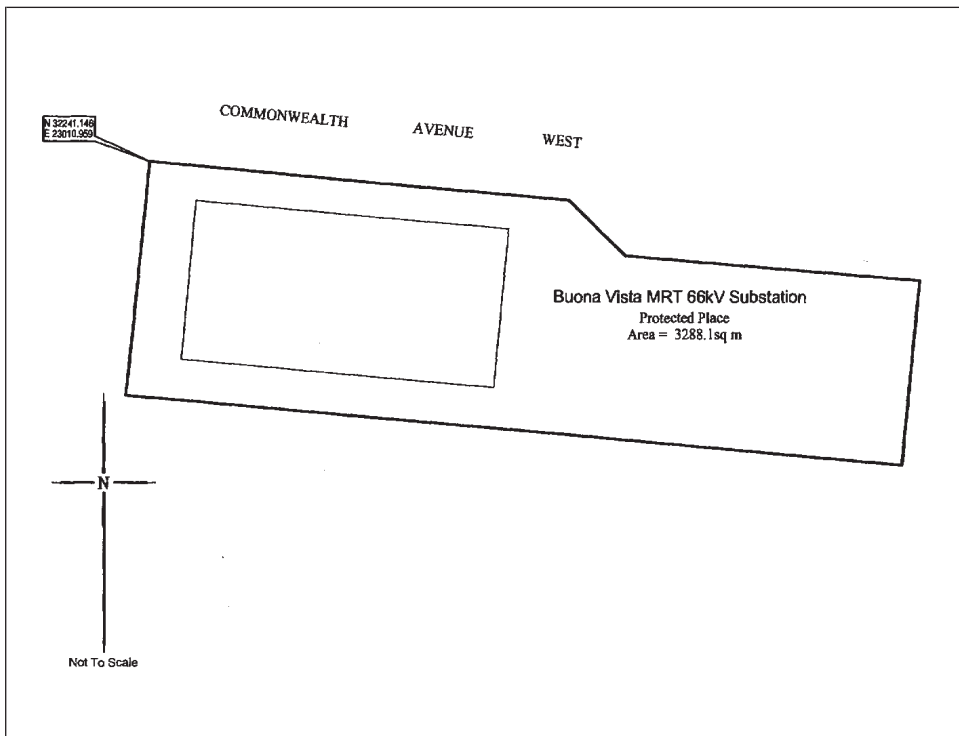 COMMONWEALTH AVENUE WEST
N 32241.146
E 23010.959
Buona Vista MRT 66kV Substation
Protected Place
Area = 3288.1sq m
N
Not To Scale